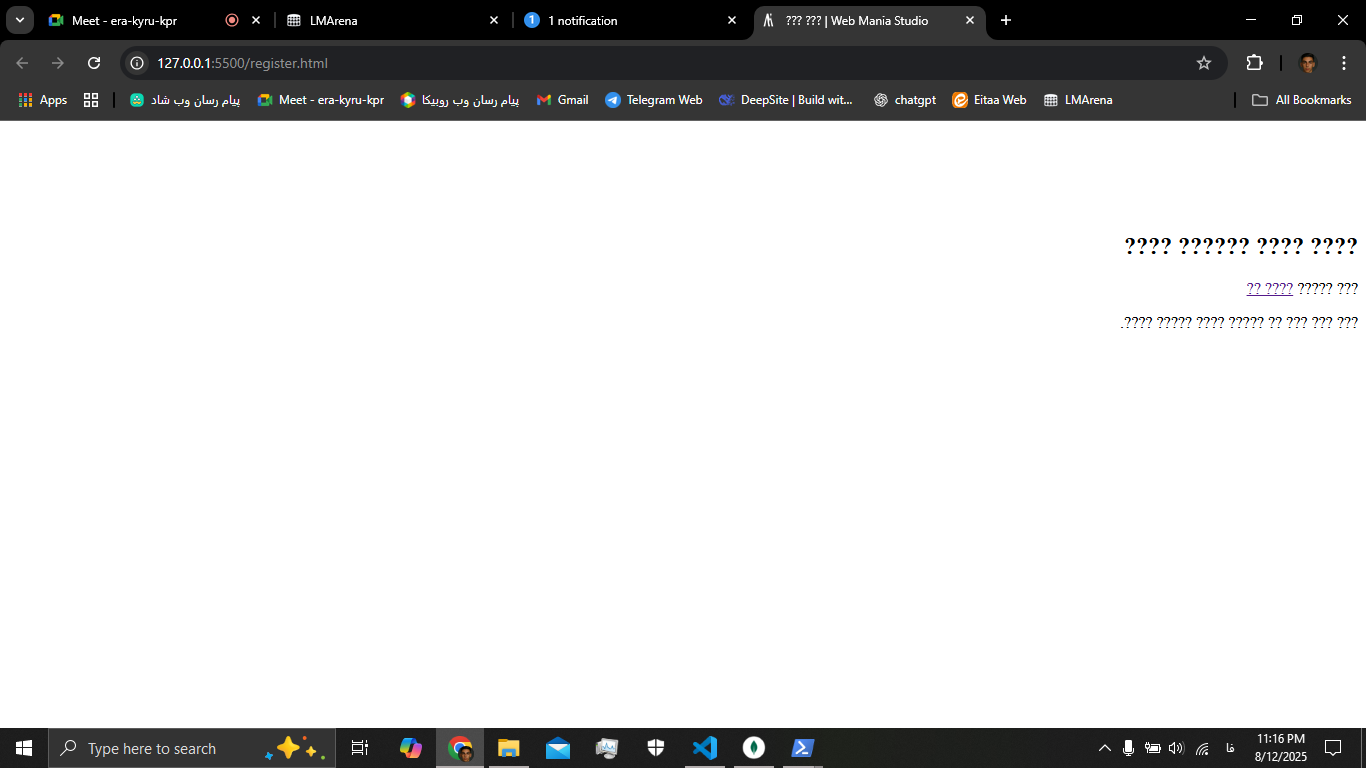 Meet - era-kyru-kpr
LMArena
1 notification
??? ??? | Web Mania Studio
127.0.0.1:5500/register.html
Apps
پیام رسان وب شاد
Meet - era-kyru-kpr
پیام رسان وب روبیکا
Gmail
Telegram Web
DeepSite | Build wit...
chatgpt
Eitaa Web
LMArena
All Bookmarks
???? ???? ?????? ????
??? ????? ???? ??
??? ??? ??? ?? ????? ???? ????? ????.
Type here to search
فا
11:16 PM
8/12/2025